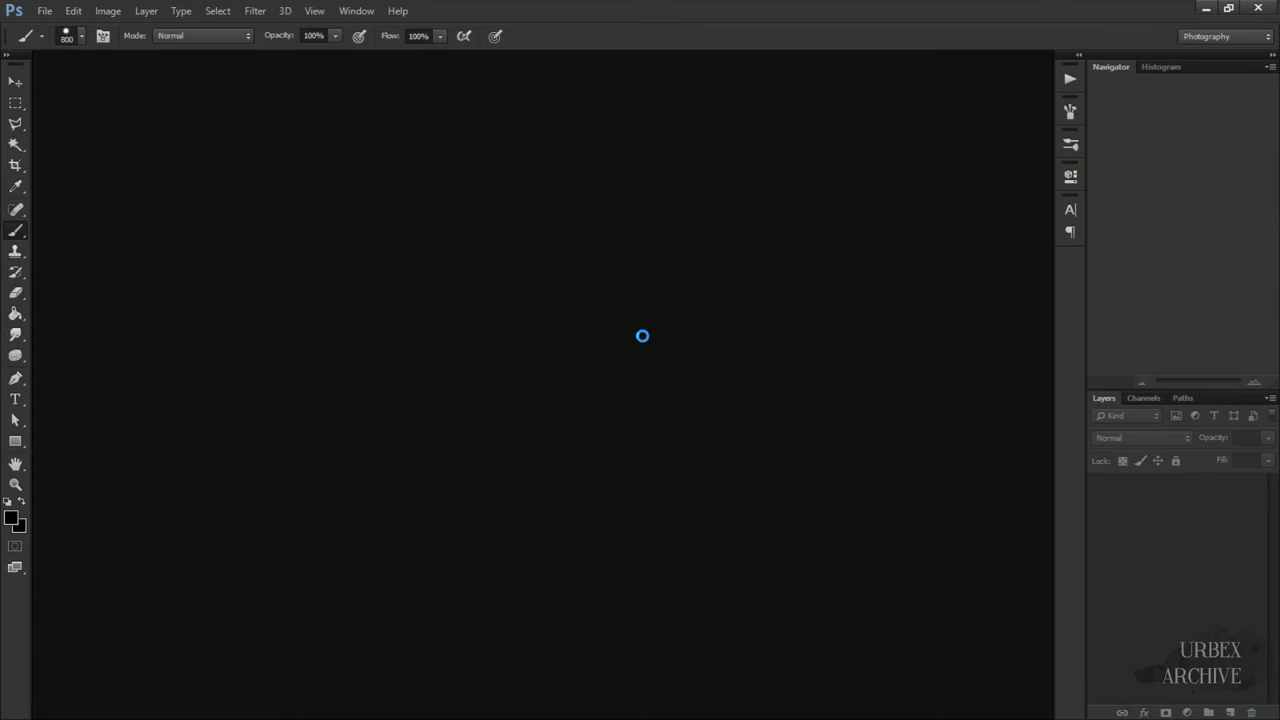 Ps File Edit Image Layer Type Select Filter 3D View Window Help
800 Mode: Normal Opacity: 100% Flow: 100% Photography
Navigator Histogram
Layers Channels Paths
Kind
Normal Opacity:
Lock: Fill:
URBEX
ARCHIVE